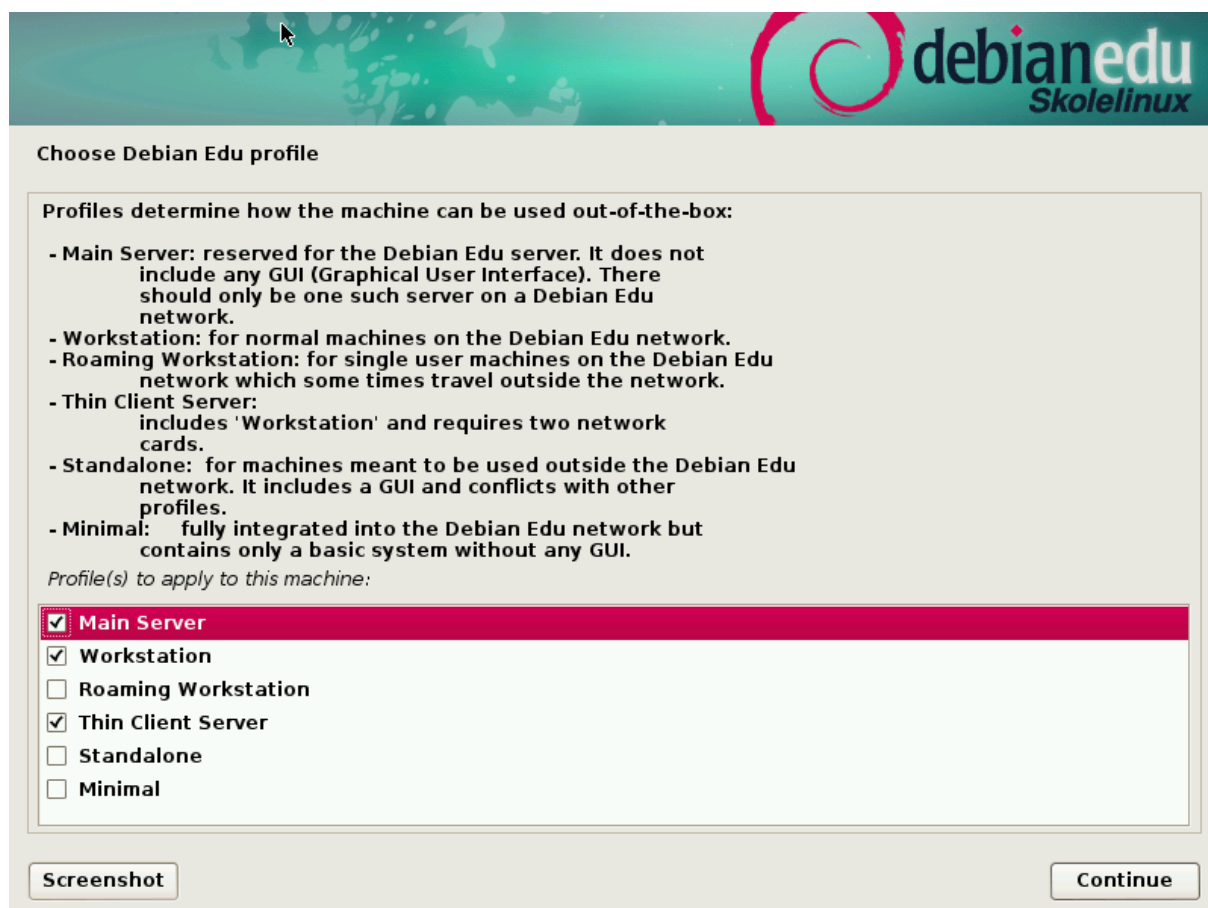 debianedu
Skolelinux
Choose Debian Edu profile
Profiles determine how the machine can be used out-of-the-box:
- Main Server: reserved for the Debian Edu server. It does not
include any GUI (Graphical User Interface). There
should only be one such server on a Debian Edu
network.
- Workstation: for normal machines on the Debian Edu network.
- Roaming Workstation: for single user machines on the Debian Edu
network which some times travel outside the network.
- Thin Client Server:
includes 'Workstation' and requires two network
cards.
- Standalone: for machines meant to be used outside the Debian Edu
network. It includes a GUI and conflicts with other
profiles.
- Minimal: fully integrated into the Debian Edu network but
contains only a basic system without any GUI.
Profile(s) to apply to this machine:
Main Server
Workstation
Roaming Workstation
Thin Client Server
Standalone
Minimal
Screenshot
Continue